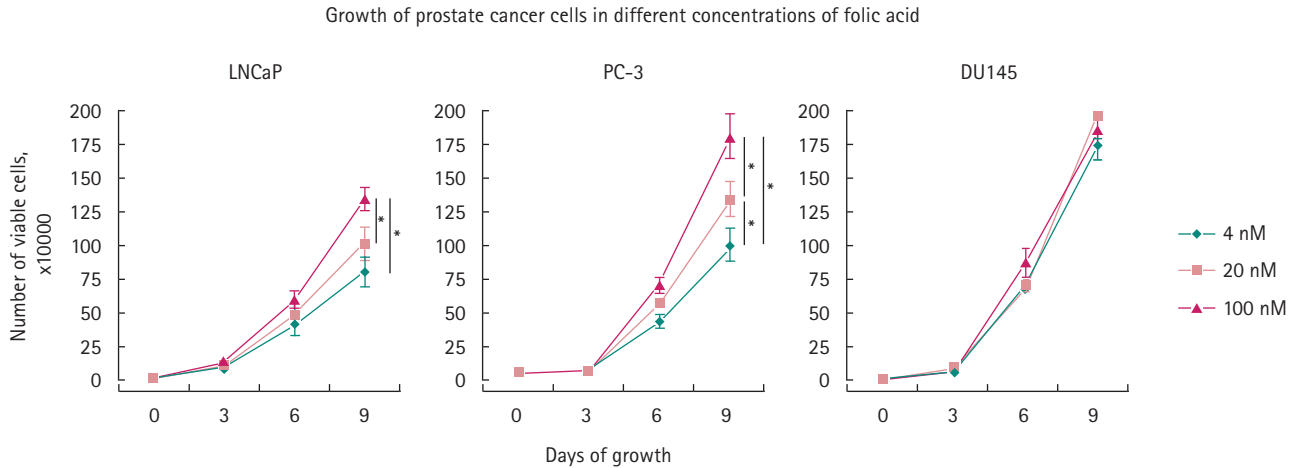 Growth of prostate cancer cells in different concentrations of folic acid
LNCaP
PC-3
DU145
Number of viable cells,
x10000
200
175
150
125
100
75
50
25
0
0 3 6 9
* *
200
175
150
125
100
75
50
25
0
0 3 6 9
* * *
200
175
150
125
100
75
50
25
0
0 3 6 9
Days of growth
4 nM
20 nM
100 nM